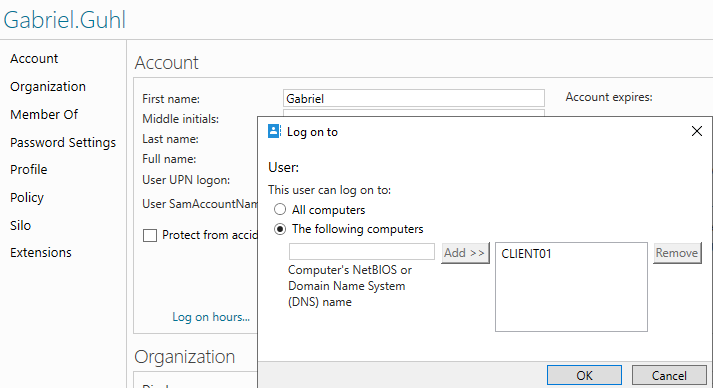 Gabriel.Guhl
Account
Organization
Member Of
Password Settings
Profile
Policy
Silo
Extensions
Account
First name:
Gabriel
Account expires:
Middle initials:
Last name:
Full name:
User UPN logon:
User SamAccountNam
Protect from accid
Log on hours...
Organization
Log on to
User:
This user can log on to:
All computers
The following computers
Add >>
CLIENT01
Remove
Computer's NetBIOS or
Domain Name System
(DNS) name
OK
Cancel